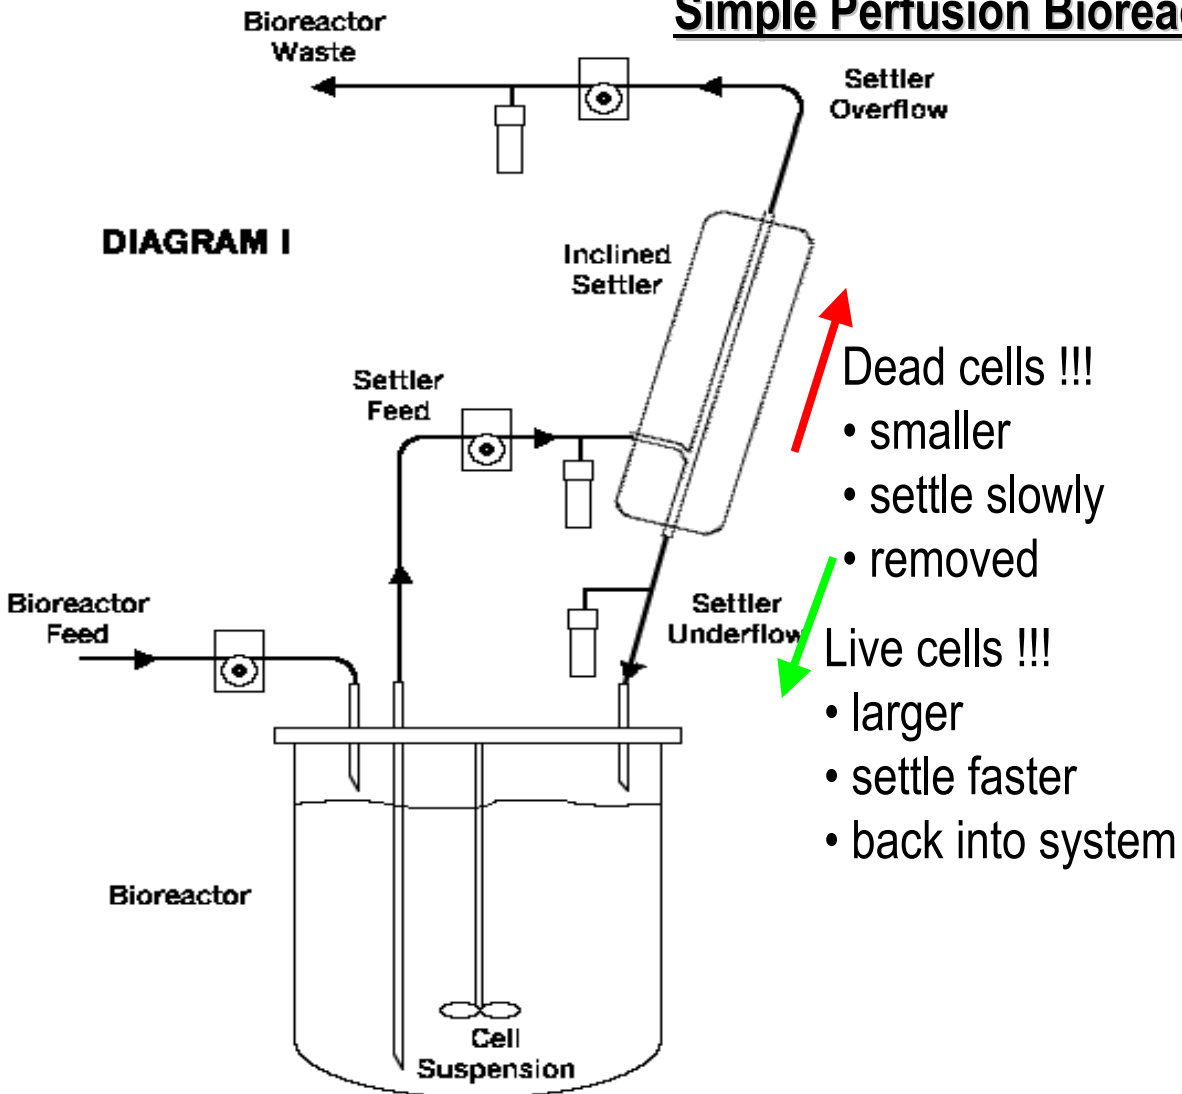 Simple Perfusion
Bioreactor
Waste
Settler
Overflow
DIAGRAM I
Inclined
Settler
Dead cells !!!
• smaller
• settle slowly
• removed
Settler
Feed
Bioreactor
Feed
Settler
Underflow
Live cells !!!
• larger
• settle faster
• back into system
Bioreactor
Cell
Suspension